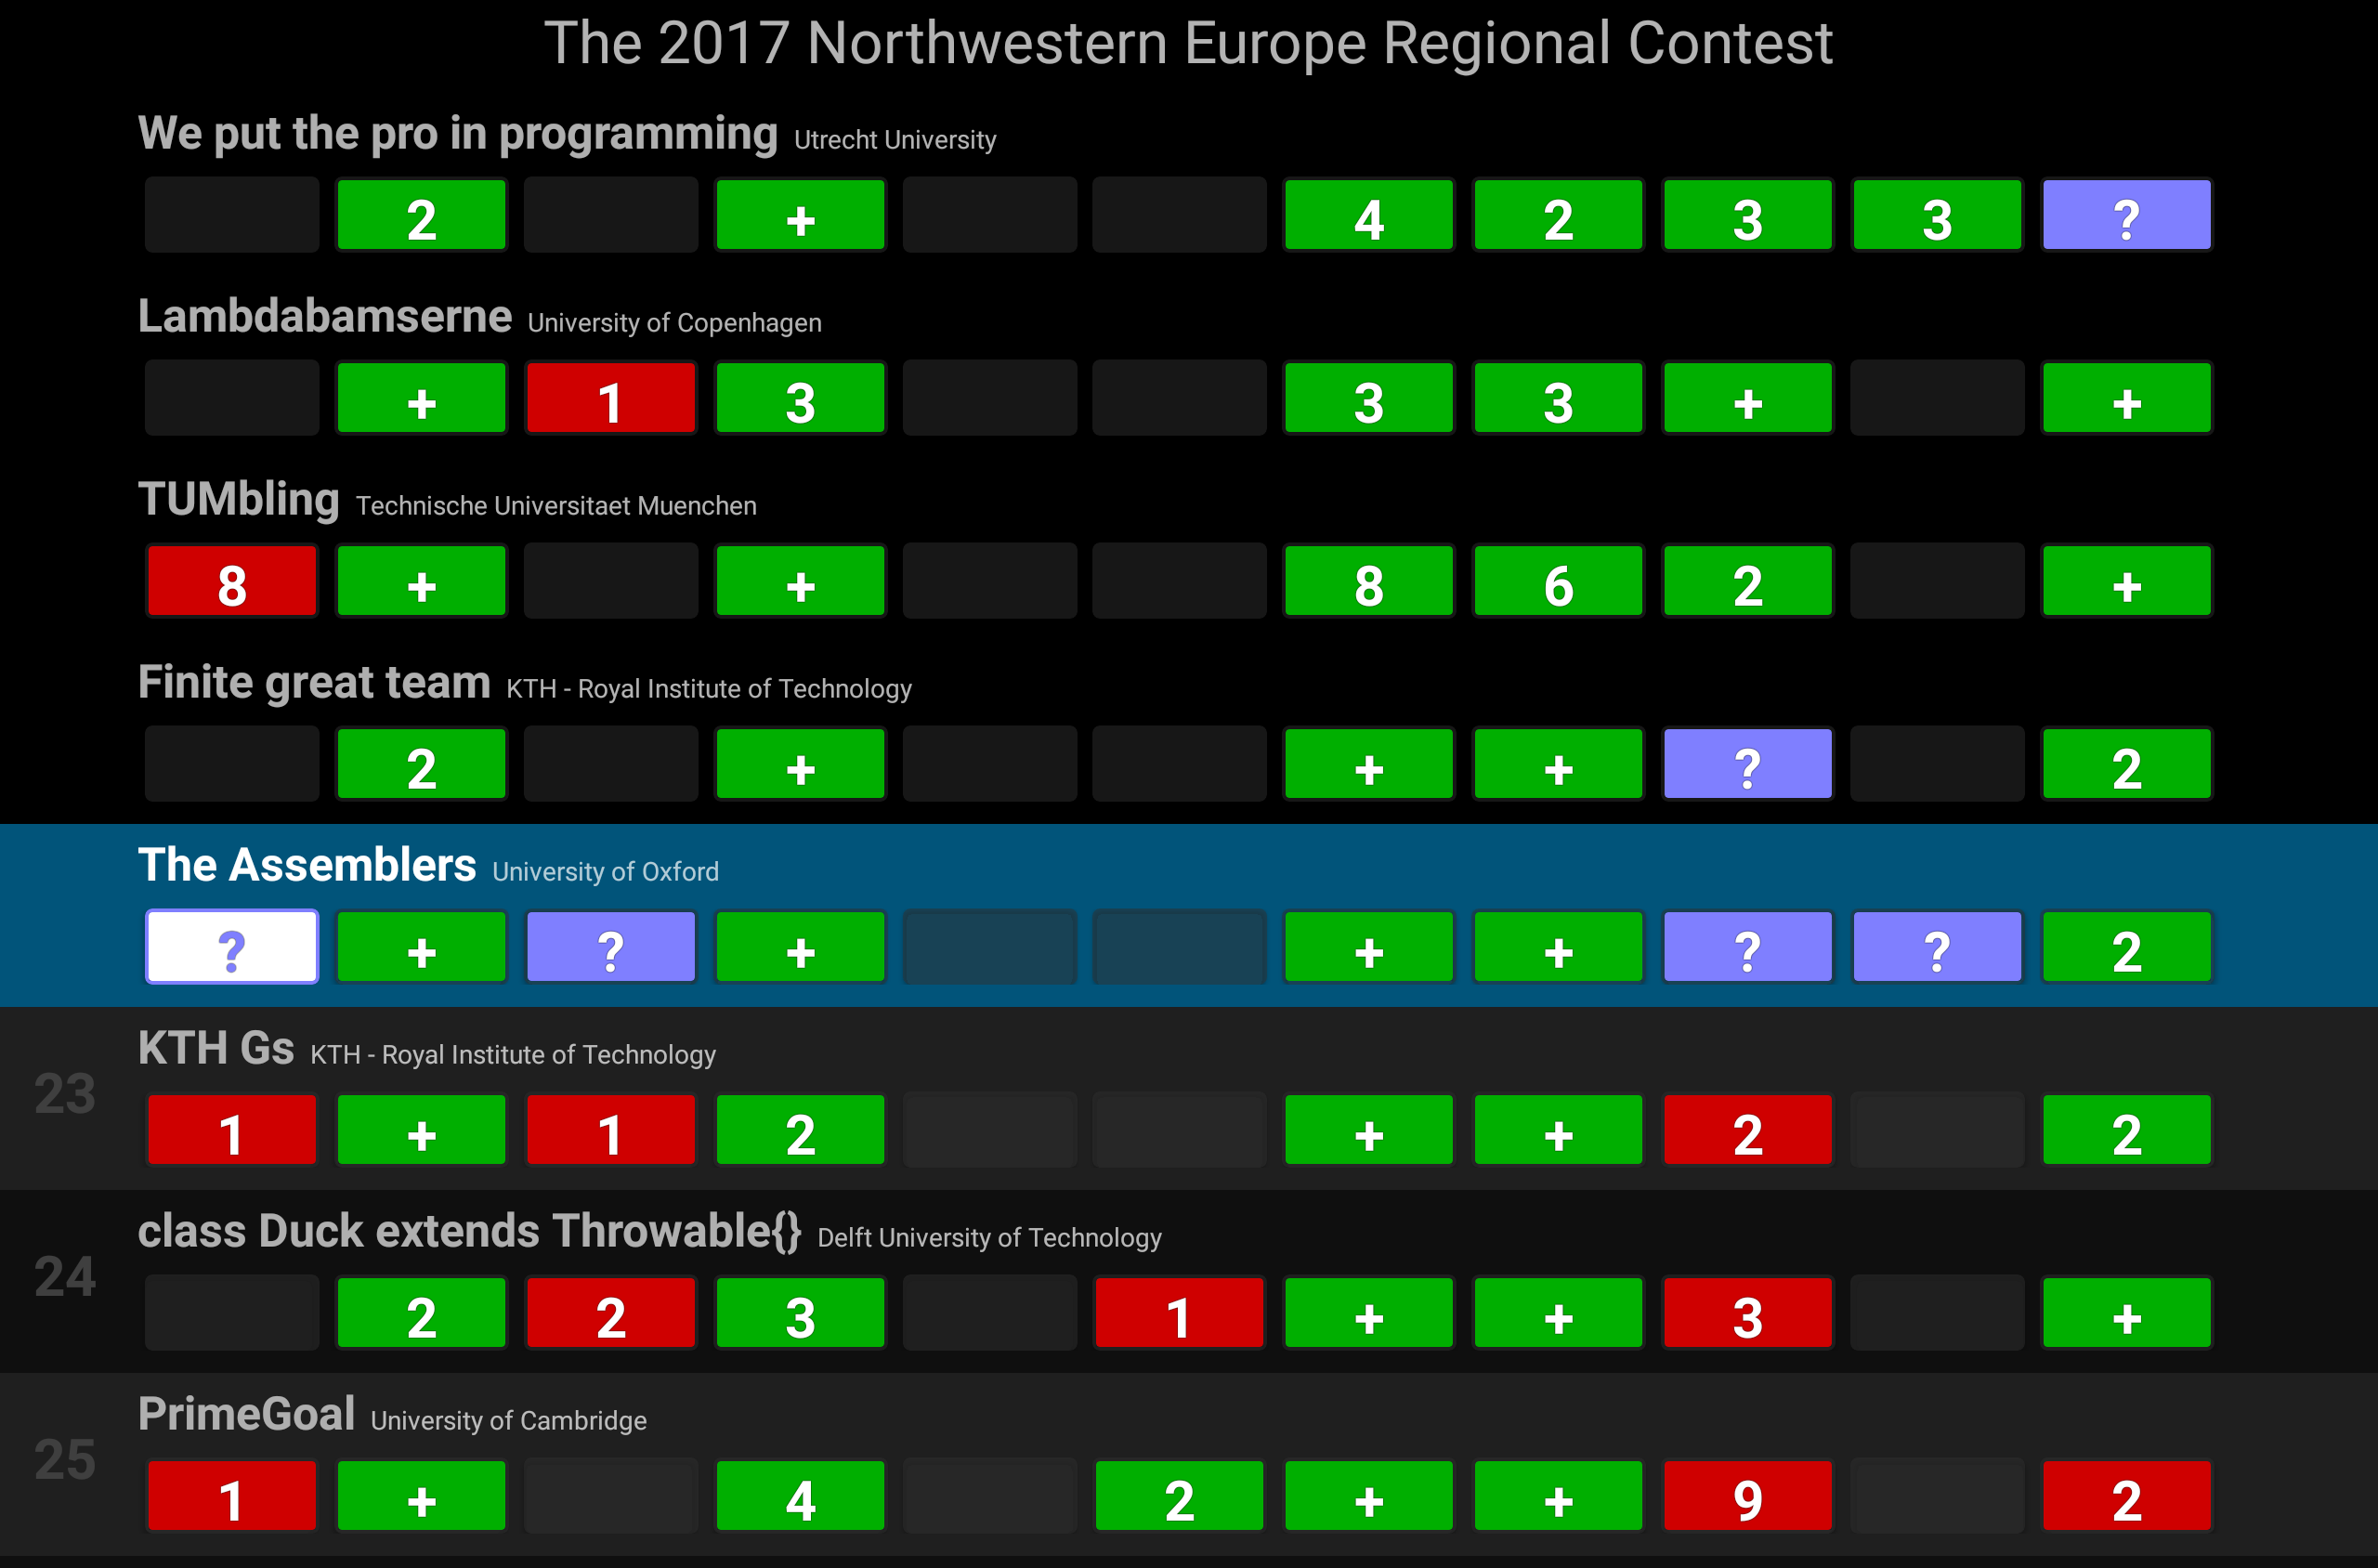 The 2017 Northwestern Europe Regional Contest
We put the pro in programming Utrecht University
2 + 4 2 3 3 ?
Lambdabamserne University of Copenhagen
+ 1 3 3 3 + +
TUMbling Technische Universitaet Muenchen
8 + + 8 6 2 +
Finite great team KTH - Royal Institute of Technology
2 + + + ? 2
The Assemblers University of Oxford
? + ? + + + ? ? 2
KTH Gs KTH - Royal Institute of Technology
23
1 + 1 2 + + 2 2
class Duck extends Throwable{} Delft University of Technology
24
2 2 3 1 + + 3 +
PrimeGoal University of Cambridge
25
1 + 4 2 + + 9 2